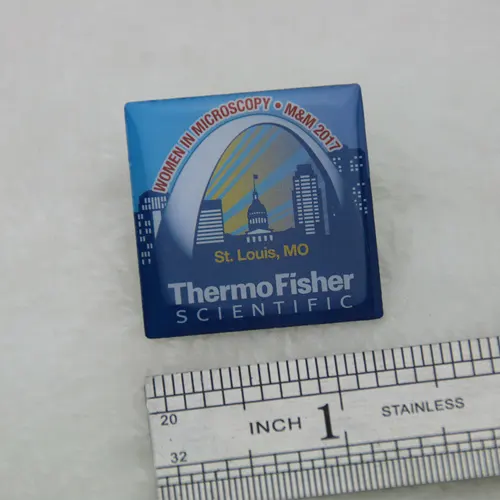 WOMEN IN MICROSCOPY • M&M 2017
St. Louis, MO
ThermoFisher
SCIENTIFIC
20
INCH 1 STAINLESS
32